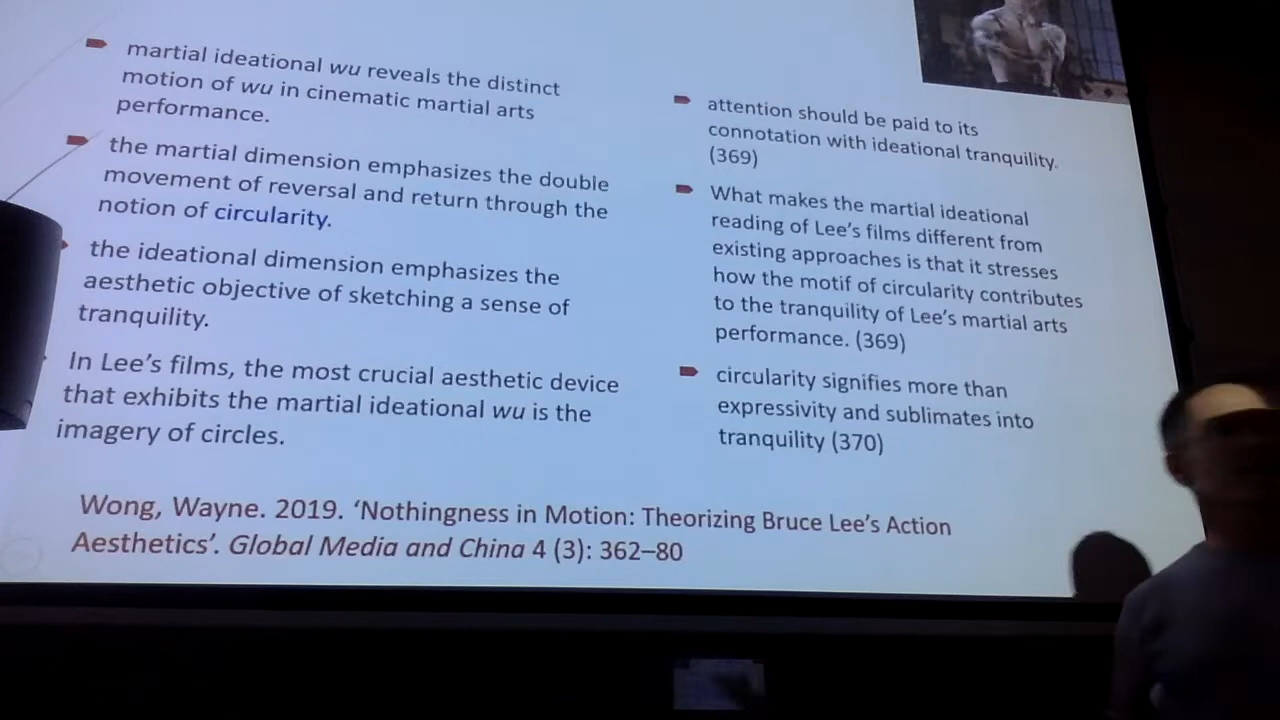 martial ideational wu reveals the distinct
motion of wu in cinematic martial arts
performance.
the martial dimension emphasizes the double
movement of reversal and return through the
notion of circularity.
the ideational dimension emphasizes the
aesthetic objective of sketching a sense of
tranquility.
In Lee's films, the most crucial aesthetic device
that exhibits the martial ideational wu is the
imagery of circles.
attention should be paid to its
connotation with ideational tranquility.
(369)
What makes the martial ideational
reading of Lee's films different from
existing approaches is that it stresses
how the motif of circularity contributes
to the tranquility of Lee's martial arts
performance. (369)
circularity signifies more than
expressivity and sublimates into
tranquility (370)
Wong, Wayne. 2019. ‘Nothingness in Motion: Theorizing Bruce Lee's Action
Aesthetics’. Global Media and China 4 (3): 362–80